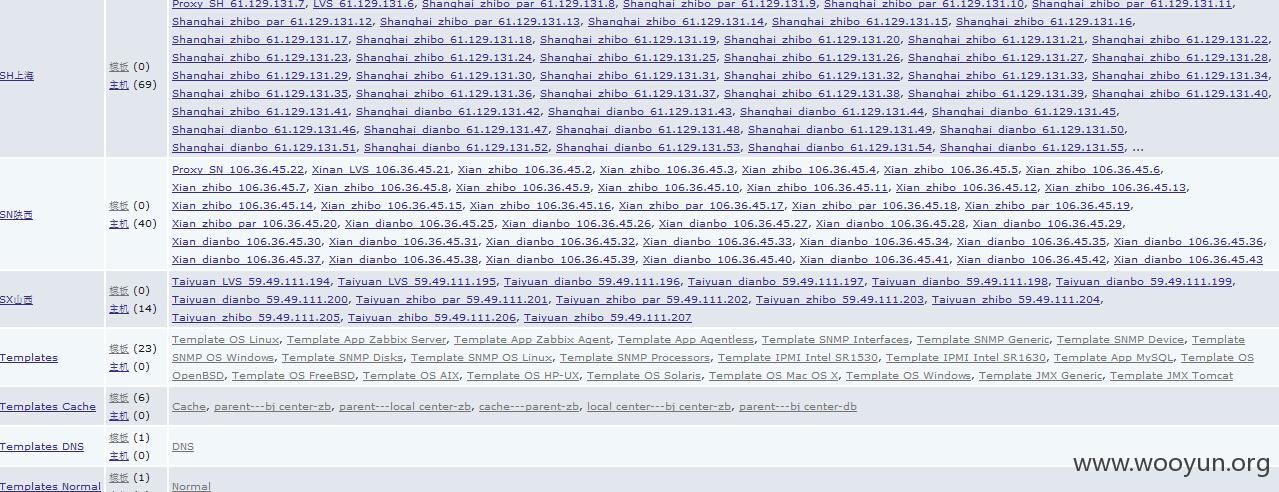 Proxy SH 61.129.131.7, LVS 61.129.131.6, Shanghai zhibo par 61.129.131.8, Shanghai zhibo par 61.129.131.9, Shanghai zhibo par 61.129.131.10, Shanghai zhibo par 61.129.131.11,
Shanghai zhibo par 61.129.131.12, Shanghai zhibo par 61.129.131.13, Shanghai zhibo 61.129.131.14, Shanghai zhibo 61.129.131.15, Shanghai zhibo 61.129.131.16,
Shanghai zhibo 61.129.131.17, Shanghai zhibo 61.129.131.18, Shanghai zhibo 61.129.131.19, Shanghai zhibo 61.129.131.20, Shanghai zhibo 61.129.131.21, Shanghai zhibo 61.129.131.22,
Shanghai zhibo 61.129.131.23, Shanghai zhibo 61.129.131.24, Shanghai zhibo 61.129.131.25, Shanghai zhibo 61.129.131.26, Shanghai zhibo 61.129.131.27, Shanghai zhibo 61.129.131.28,
SH上海 模板 (0) 主机 (69)
Shanghai zhibo 61.129.131.29, Shanghai zhibo 61.129.131.30, Shanghai zhibo 61.129.131.31, Shanghai zhibo 61.129.131.32, Shanghai zhibo 61.129.131.33, Shanghai zhibo 61.129.131.34,
Shanghai zhibo 61.129.131.35, Shanghai zhibo 61.129.131.36, Shanghai zhibo 61.129.131.37, Shanghai zhibo 61.129.131.38, Shanghai zhibo 61.129.131.39, Shanghai zhibo 61.129.131.40,
Shanghai dianbo 61.129.131.41, Shanghai dianbo 61.129.131.42, Shanghai dianbo 61.129.131.43, Shanghai dianbo 61.129.131.44, Shanghai dianbo 61.129.131.45,
Shanghai dianbo 61.129.131.46, Shanghai dianbo 61.129.131.47, Shanghai dianbo 61.129.131.48, Shanghai dianbo 61.129.131.49, Shanghai dianbo 61.129.131.50,
Shanghai dianbo 61.129.131.51, Shanghai dianbo 61.129.131.52, Shanghai dianbo 61.129.131.53, Shanghai dianbo 61.129.131.54, Shanghai dianbo 61.129.131.55, ...
SN陕西 模板 (0) 主机 (40)
Proxy SN 106.36.45.22, Xinan LVS 106.36.45.21, Xian zhibo 106.36.45.2, Xian zhibo 106.36.45.3, Xian zhibo 106.36.45.4, Xian zhibo 106.36.45.5, Xian zhibo 106.36.45.6,
Xian zhibo 106.36.45.7, Xian zhibo 106.36.45.8, Xian zhibo 106.36.45.9, Xian zhibo 106.36.45.10, Xian zhibo 106.36.45.11, Xian zhibo 106.36.45.12, Xian zhibo 106.36.45.13,
Xian zhibo 106.36.45.14, Xian zhibo 106.36.45.15, Xian zhibo 106.36.45.16, Xian zhibo par 106.36.45.17, Xian zhibo par 106.36.45.18, Xian zhibo par 106.36.45.19,
Xian zhibo par 106.36.45.20, Xian dianbo 106.36.45.25, Xian dianbo 106.36.45.26, Xian dianbo 106.36.45.27, Xian dianbo 106.36.45.28, Xian dianbo 106.36.45.29,
Xian dianbo 106.36.45.30, Xian dianbo 106.36.45.31, Xian dianbo 106.36.45.32, Xian dianbo 106.36.45.33, Xian dianbo 106.36.45.34, Xian dianbo 106.36.45.35, Xian dianbo 106.36.45.36,
Xian dianbo 106.36.45.37, Xian dianbo 106.36.45.38, Xian dianbo 106.36.45.39, Xian dianbo 106.36.45.40, Xian dianbo 106.36.45.41, Xian dianbo 106.36.45.42, Xian dianbo 106.36.45.43
SX山西 模板 (0) 主机 (14)
Taiyuan LVS 59.49.111.194, Taiyuan LVS 59.49.111.195, Taiyuan dianbo 59.49.111.196, Taiyuan dianbo 59.49.111.197, Taiyuan dianbo 59.49.111.198, Taiyuan dianbo 59.49.111.199,
Taiyuan dianbo 59.49.111.200, Taiyuan zhibo par 59.49.111.201, Taiyuan zhibo par 59.49.111.202, Taiyuan zhibo 59.49.111.203, Taiyuan zhibo 59.49.111.204,
Taiyuan zhibo 59.49.111.205, Taiyuan zhibo 59.49.111.206, Taiyuan zhibo 59.49.111.207
Templates 模板 (23) 主机 (0)
Template OS Linux, Template App Zabbix Server, Template App Zabbix Agent, Template App Agentless, Template SNMP Interfaces, Template SNMP Generic, Template SNMP Device, Template
SNMP OS Windows, Template SNMP Disks, Template SNMP OS Linux, Template SNMP Processors, Template IPMI Intel SR1530, Template IPMI Intel SR1630, Template App MySQL, Template OS
OpenBSD, Template OS FreeBSD, Template OS AIX, Template OS HP-UX, Template OS Solaris, Template OS Mac OS X, Template OS Windows, Template JMX Generic, Template JMX Tomcat
Templates Cache 模板 (6) 主机 (0)
Cache, parent---bj center-zb, parent---local center-zb, cache---parent-zb, local center---bj center-zb, parent---bj center-db
Templates DNS 模板 (1) 主机 (0)
DNS
Templates Normal 模板 (1)
Normal
www.wooyun.org